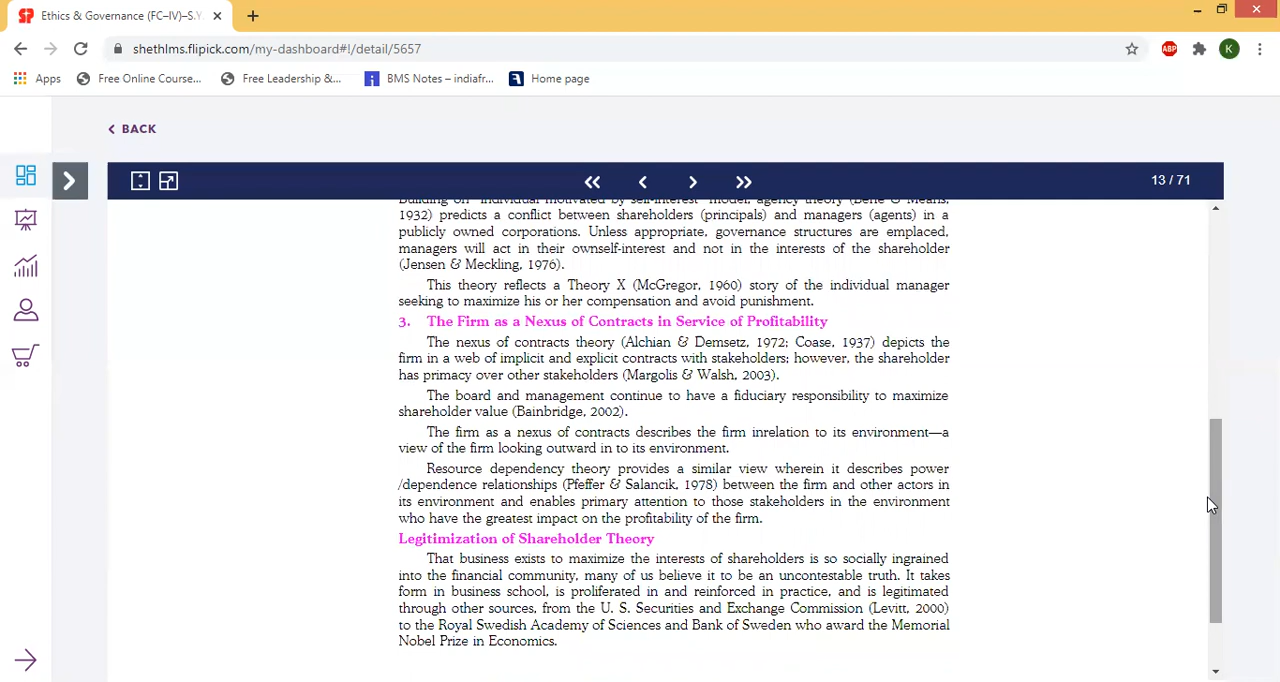 Ethics & Governance (FC–IV)–S.Y.
shethlms.flipick.com/my-dashboard#!/detail/5657
ABP
K
Apps
Free Online Course...
Free Leadership &...
BMS Notes – indiafr...
Home page
BACK
13 / 71
Building on "individual motivated by self-interest" model, agency theory (Berle & Means,
1932) predicts a conflict between shareholders (principals) and managers (agents) in a
publicly owned corporations. Unless appropriate, governance structures are emplaced,
managers will act in their ownself-interest and not in the interests of the shareholder
(Jensen & Meckling, 1976).
This theory reflects a Theory X (McGregor, 1960) story of the individual manager
seeking to maximize his or her compensation and avoid punishment.
3. The Firm as a Nexus of Contracts in Service of Profitability
The nexus of contracts theory (Alchian & Demsetz, 1972; Coase, 1937) depicts the
firm in a web of implicit and explicit contracts with stakeholders; however, the shareholder
has primacy over other stakeholders (Margolis & Walsh, 2003).
The board and management continue to have a fiduciary responsibility to maximize
shareholder value (Bainbridge, 2002).
The firm as a nexus of contracts describes the firm inrelation to its environment—a
view of the firm looking outward in to its environment.
Resource dependency theory provides a similar view wherein it describes power
/dependence relationships (Pfeffer & Salancik, 1978) between the firm and other actors in
its environment and enables primary attention to those stakeholders in the environment
who have the greatest impact on the profitability of the firm.
Legitimization of Shareholder Theory
That business exists to maximize the interests of shareholders is so socially ingrained
into the financial community, many of us believe it to be an uncontestable truth. It takes
form in business school, is proliferated in and reinforced in practice, and is legitimated
through other sources, from the U. S. Securities and Exchange Commission (Levitt, 2000)
to the Royal Swedish Academy of Sciences and Bank of Sweden who award the Memorial
Nobel Prize in Economics.